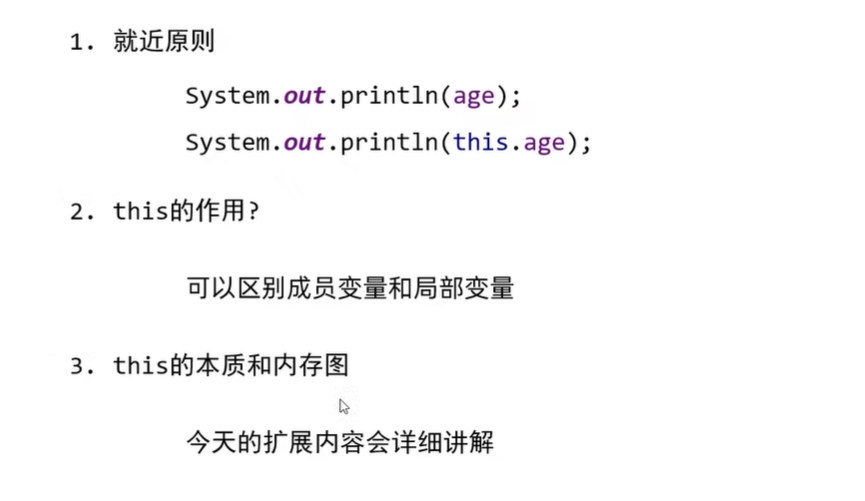 1. 就近原则
System.out.println(age);
System.out.println(this.age);
2. this的作用?
可以区别成员变量和局部变量
3. this的本质和内存图
今天的扩展内容会详细讲解